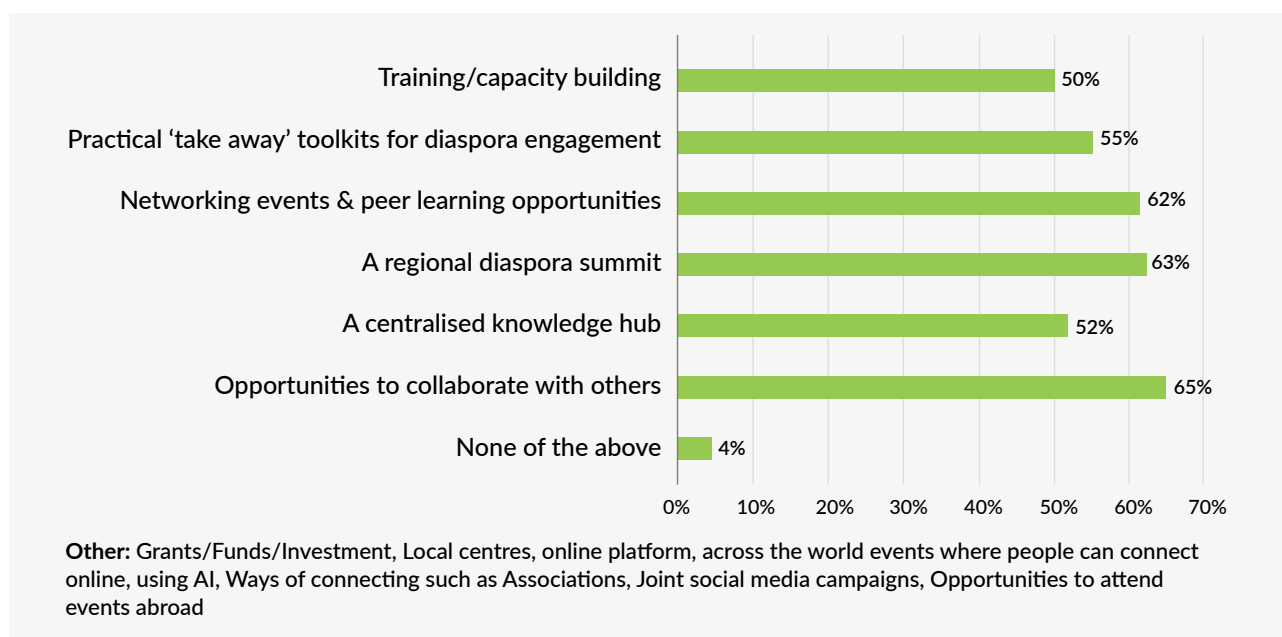 Training/capacity building 50%
Practical ‘take away’ toolkits for diaspora engagement 55%
Networking events & peer learning opportunities 62%
A regional diaspora summit 63%
A centralised knowledge hub 52%
Opportunities to collaborate with others 65%
None of the above 4%
0% 10% 20% 30% 40% 50% 60% 70%
Other: Grants/Funds/Investment, Local centres, online platform, across the world events where people can connect
online, using AI, Ways of connecting such as Associations, Joint social media campaigns, Opportunities to attend
events abroad